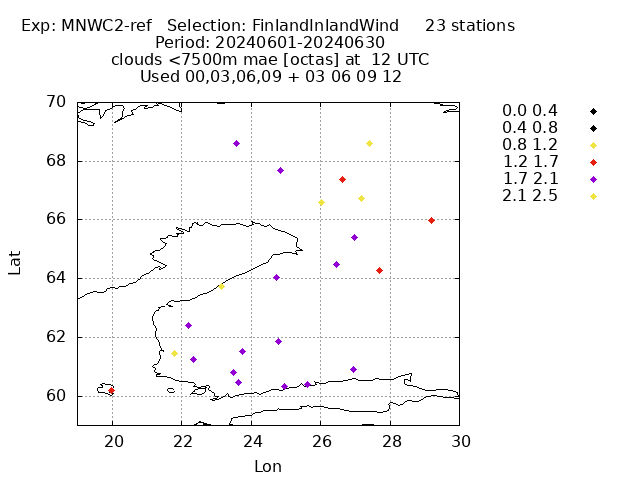 Exp: MNWC2-ref   Selection: FinlandInlandWind     23 stations
Period: 20240601-20240630
clouds <7500m mae [octas] at  12 UTC
Used 00,03,06,09 + 03 06 09 12
0.0 0.4
0.4 0.8
0.8 1.2
1.2 1.7
1.7 2.1
2.1 2.5
70
68
66
64
62
60
Lat
20 22 24 26 28 30
Lon